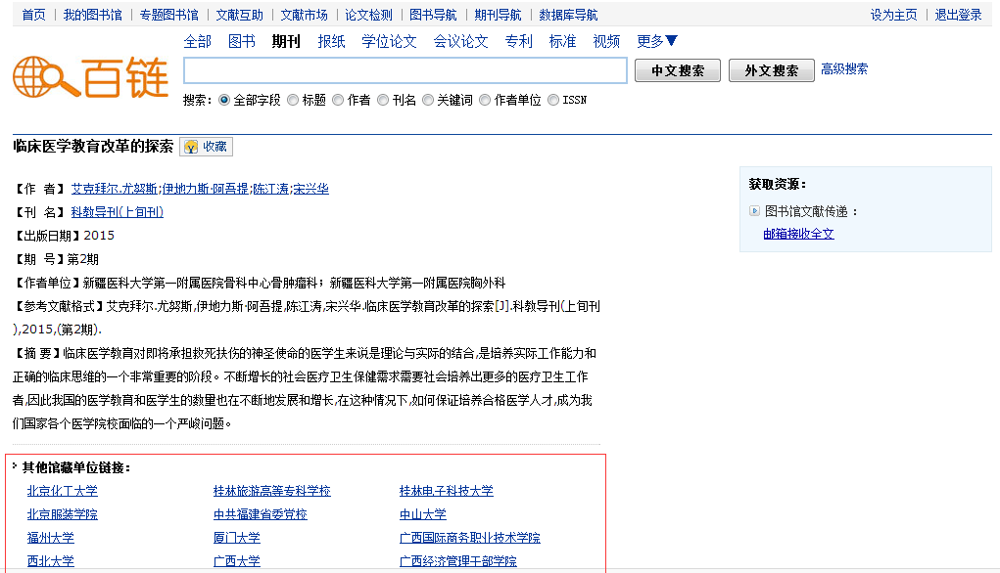 首页 | 我的图书馆 | 专题图书馆 | 文献互助 | 文献市场 | 论文检测 | 图书导航 | 期刊导航 | 数据库导航 设为主页 | 退出登录
全部 图书 期刊 报纸 学位论文 会议论文 专利 标准 视频 更多▼
百链
中文搜索 外文搜索 高级搜索
搜索: 全部字段 标题 作者 刊名 关键词 作者单位 ISSN
临床医学教育改革的探索 收藏
【作 者】艾克拜尔.尤努斯;伊地力斯·阿吾提;陈江涛;宋兴华
【刊 名】科教导刊(上旬刊)
【出版日期】2015
【期 号】第2期
【作者单位】新疆医科大学第一附属医院骨科中心骨肿瘤科; 新疆医科大学第一附属医院胸外科
【参考文献格式】艾克拜尔.尤努斯,伊地力斯·阿吾提,陈江涛,宋兴华.临床医学教育改革的探索[J].科教导刊(上旬刊
),2015,(第2期).
【摘 要】临床医学教育对即将承担救死扶伤的神圣使命的医学生来说是理论与实际的结合,是培养实际工作能力和
正确的临床思维的一个非常重要的阶段。不断增长的社会医疗卫生保健需求需要社会培养出更多的医疗卫生工作
者,因此我国的医学教育和医学生的数量也在不断地发展和增长,在这种情况下,如何保证培养合格医学人才,成为我
们国家各个医学院校面临的一个严峻问题。
获取资源:
图书馆文献传递 :
邮箱接收全文
其他馆藏单位链接:
北京化工大学 桂林旅游高等专科学校 桂林电子科技大学
北京服装学院 中共福建省委党校 中山大学
福州大学 厦门大学 广西国际商务职业技术学院
西北大学 广西大学 广西经济管理干部学院